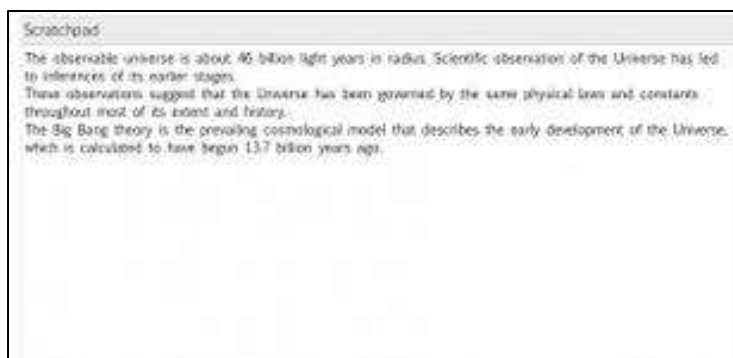 Scratchpad
The observable universe is about 46 billion light years in radius. Scientific observation of the Universe has led
to inferences of its earlier stages.
These observations suggest that the Universe has been governed by the same physical laws and constants
throughout most of its extent and history.
The Big Bang theory is the prevailing cosmological model that describes the early development of the Universe,
which is calculated to have begun 13.7 billion years ago.